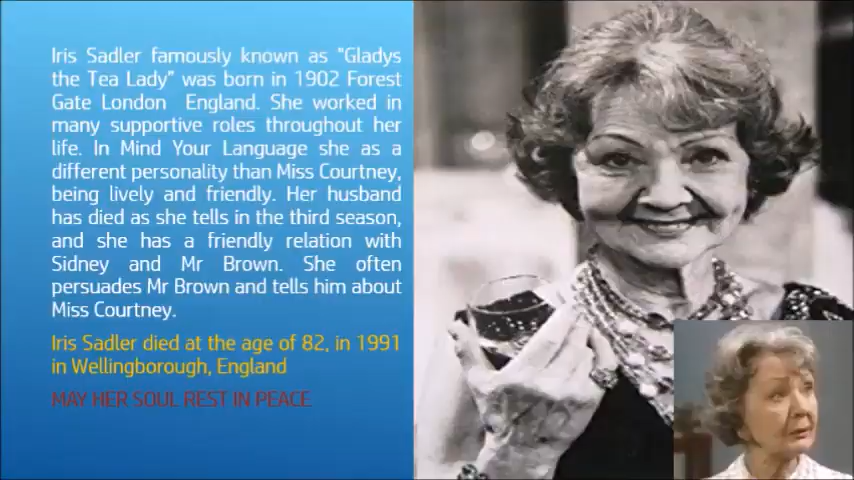 Iris Sadler famously known as "Gladys
the Tea Lady" was born in 1902 Forest
Gate London England. She worked in
many supportive roles throughout her
life. In Mind Your Language she as a
different personality than Miss Courtney,
being lively and friendly. Her husband
has died as she tells in the third season,
and she has a friendly relation with
Sidney and Mr Brown. She often
persuades Mr Brown and tells him about
Miss Courtney.
Iris Sadler died at the age of 82, in 1991
in Wellingborough, England
MAY HER SOUL REST IN PEACE